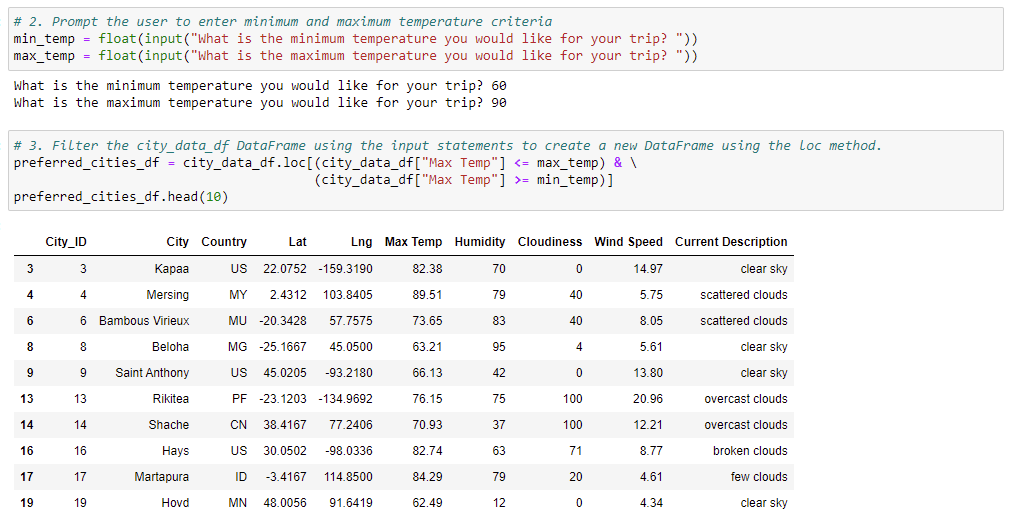 # 2. Prompt the user to enter minimum and maximum temperature criteria
min_temp = float(input("What is the minimum temperature you would like for your trip? "))
max_temp = float(input("What is the maximum temperature you would like for your trip? "))
What is the minimum temperature you would like for your trip? 60
What is the maximum temperature you would like for your trip? 90
# 3. Filter the city_data_df DataFrame using the input statements to create a new DataFrame using the loc method.
preferred_cities_df = city_data_df.loc[(city_data_df["Max Temp"] <= max_temp) & \
(city_data_df["Max Temp"] >= min_temp)]
preferred_cities_df.head(10)
City_ID City Country Lat Lng Max Temp Humidity Cloudiness Wind Speed Current Description
3 3 Kapaa US 22.0752 -159.3190 82.38 70 0 14.97 clear sky
4 4 Mersing MY 2.4312 103.8405 89.51 79 40 5.75 scattered clouds
6 6 Bambous Virieux MU -20.3428 57.7575 73.65 83 40 8.05 scattered clouds
8 8 Beloha MG -25.1667 45.0500 63.21 95 4 5.61 clear sky
9 9 Saint Anthony US 45.0205 -93.2180 66.13 42 0 13.80 clear sky
13 13 Rikitea PF -23.1203 -134.9692 76.15 75 100 20.96 overcast clouds
14 14 Shache CN 38.4167 77.2406 70.93 37 100 12.21 overcast clouds
16 16 Hays US 30.0502 -98.0336 82.74 63 71 8.77 broken clouds
17 17 Martapura ID -3.4167 114.8500 84.29 79 20 4.61 few clouds
19 19 Hovd MN 48.0056 91.6419 62.49 12 0 4.34 clear sky